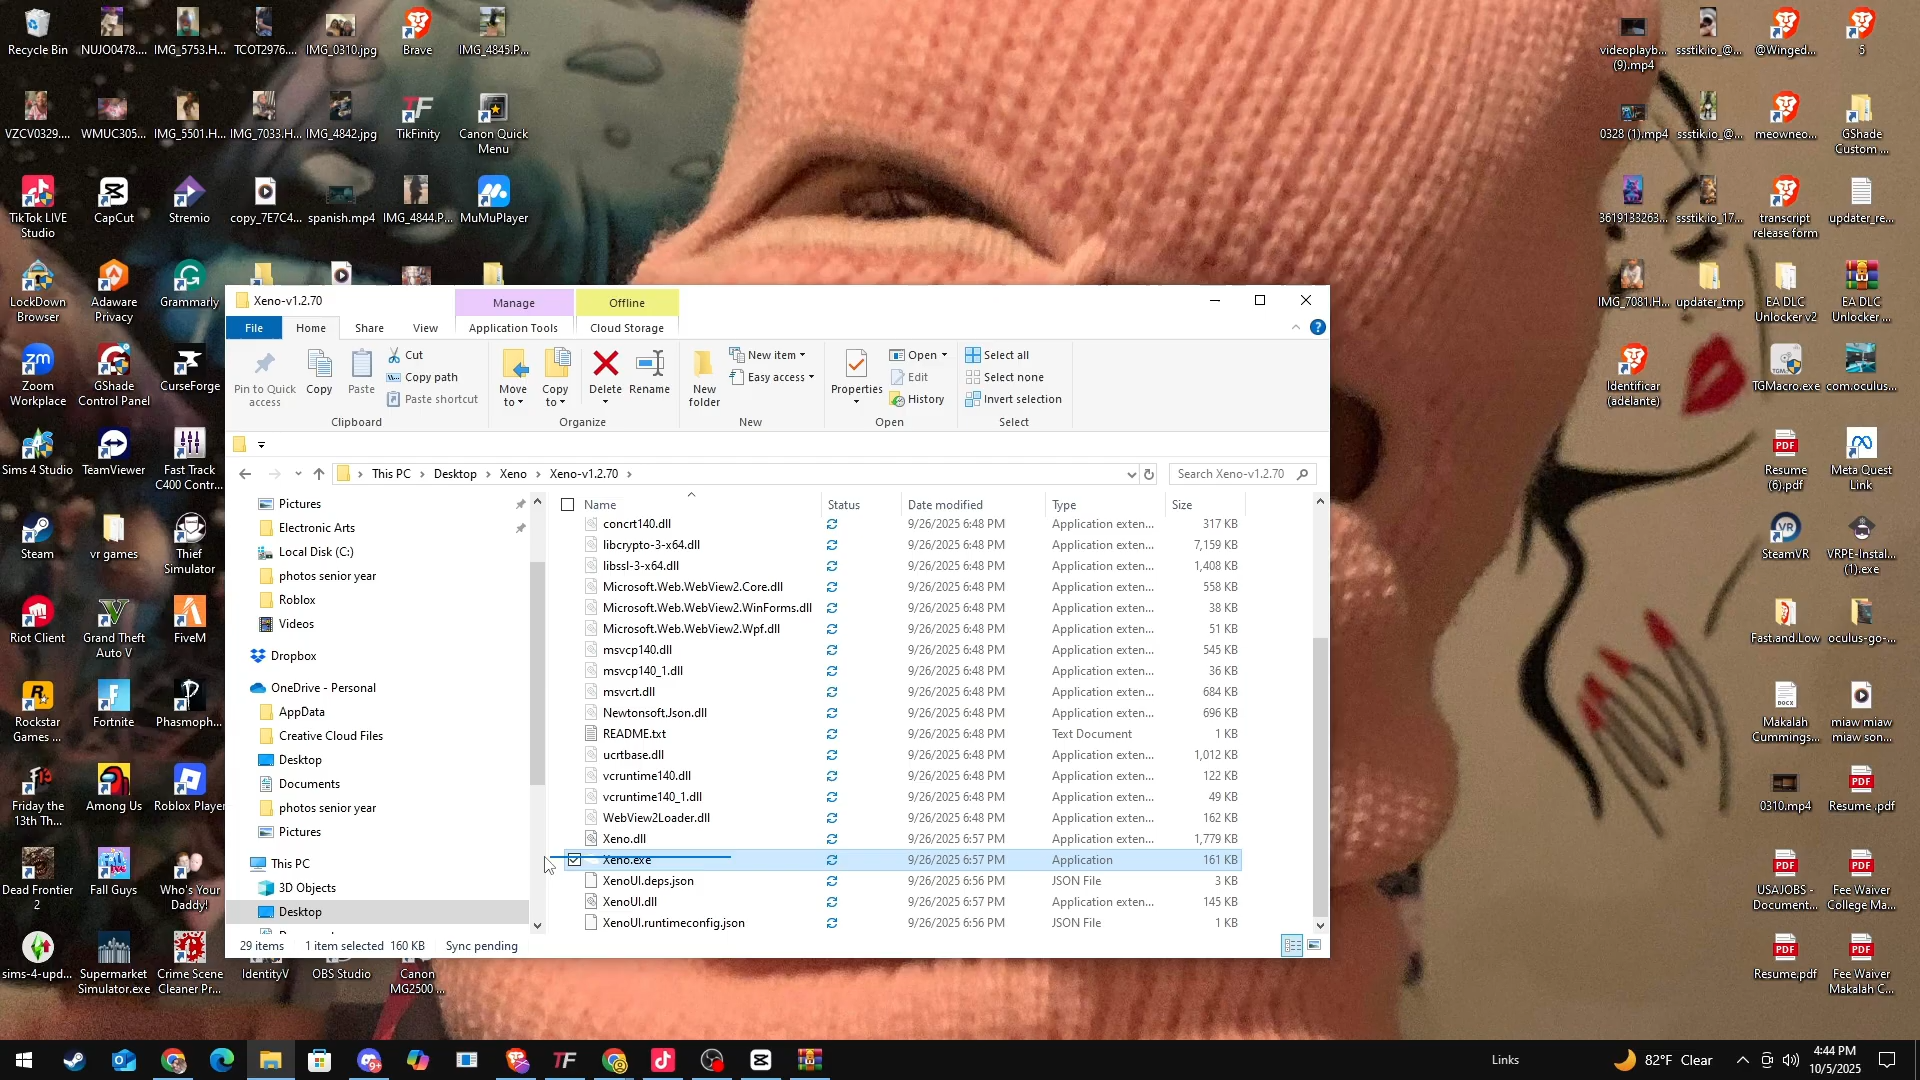 Recycle Bin
NUJO0478....
IMG_5753.H...
TCOT2976....
IMG_0310.jpg
Brave
IMG_4845.P...
VZCV0329....
WMUC305...
IMG_5501.H...
IMG_7033.H...
IMG_4842.jpg
TikFinity
Canon Quick
Menu
TikTok LIVE
Studio
CapCut
Stremio
copy_7E7C4...
spanish.mp4
IMG_4844.P...
MuMuPlayer
LockDown
Browser
Adaware
Privacy
Grammarly
Zoom
Workplace
GShade
Control Panel
CurseForge
Sims 4 Studio
TeamViewer
Fast Track
C400 Contr...
Steam
vr games
Thief
Simulator
Riot Client
Grand Theft
Auto V
FiveM
Rockstar
Games ...
Fortnite
Phasmoph...
Friday the
13th Th...
Among Us
Roblox Player
Dead Frontier
2
Fall Guys
Who's Your
Daddy!
sims-4-upd...
Supermarket
Simulator.exe
Crime Scene
Cleaner Pr...
IdentityV
OBS Studio
Canon
MG2500 ...
Xeno-v1.2.70
Manage
Offline
File
Home
Share
View
Application Tools
Cloud Storage
Pin to Quick
access
Copy
Paste
Cut
Copy path
Paste shortcut
Clipboard
Move
to
Copy
to
Delete
Rename
Organize
New
folder
New item
Easy access
New
Properties
Open
Edit
History
Open
Select all
Select none
Invert selection
Select
This PC
Desktop
Xeno
Xeno-v1.2.70
Search Xeno-v1.2.70
Pictures
Electronic Arts
Local Disk (C:)
photos senior year
Roblox
Videos
Dropbox
OneDrive - Personal
AppData
Creative Cloud Files
Desktop
Documents
photos senior year
Pictures
This PC
3D Objects
Desktop
Name Status Date modified Type Size
concrt140.dll 9/26/2025 6:48 PM Application exten... 317 KB
libcrypto-3-x64.dll 9/26/2025 6:48 PM Application exten... 7,159 KB
libssl-3-x64.dll 9/26/2025 6:48 PM Application exten... 1,408 KB
Microsoft.Web.WebView2.Core.dll 9/26/2025 6:48 PM Application exten... 558 KB
Microsoft.Web.WebView2.WinForms.dll 9/26/2025 6:48 PM Application exten... 38 KB
Microsoft.Web.WebView2.Wpf.dll 9/26/2025 6:48 PM Application exten... 51 KB
msvcp140.dll 9/26/2025 6:48 PM Application exten... 545 KB
msvcp140_1.dll 9/26/2025 6:48 PM Application exten... 36 KB
msvcrt.dll 9/26/2025 6:48 PM Application exten... 684 KB
Newtonsoft.Json.dll 9/26/2025 6:48 PM Application exten... 696 KB
README.txt 9/26/2025 6:48 PM Text Document 1 KB
ucrtbase.dll 9/26/2025 6:48 PM Application exten... 1,012 KB
vcruntime140.dll 9/26/2025 6:48 PM Application exten... 122 KB
vcruntime140_1.dll 9/26/2025 6:48 PM Application exten... 49 KB
WebView2Loader.dll 9/26/2025 6:48 PM Application exten... 162 KB
Xeno.dll 9/26/2025 6:57 PM Application exten... 1,779 KB
Xeno.exe 9/26/2025 6:57 PM Application 161 KB
XenoUI.deps.json 9/26/2025 6:56 PM JSON File 3 KB
XenoUI.dll 9/26/2025 6:57 PM Application exten... 145 KB
XenoUI.runtimeconfig.json 9/26/2025 6:56 PM JSON File 1 KB
29 items 1 item selected 160 KB Sync pending
videoplayb...
(9).mp4
ssstik.io_@...
@Winged...
5
0328 (1).mp4
ssstik.io_@...
meowneo...
GShade
Custom ...
3619133263...
ssstik.io_17...
transcript
release form
updater_re...
IMG_7081.H...
updater_tmp
EA DLC
Unlocker v2
EA DLC
Unlocker ...
Identificar
(adelante)
TGMacro.exe
com.oculus...
Resume
(6).pdf
Meta Quest
Link
SteamVR
VRPE-Instal...
(1).exe
Fast.and.Low
oculus-go-...
Makalah
Cummings...
miaw miaw
miaw son...
0310.mp4
Resume .pdf
USAJOBS -
Document...
Fee Waiver
College Ma...
Resume.pdf
Fee Waiver
Makalah C...
Links
82°F Clear
4:44 PM
10/5/2025